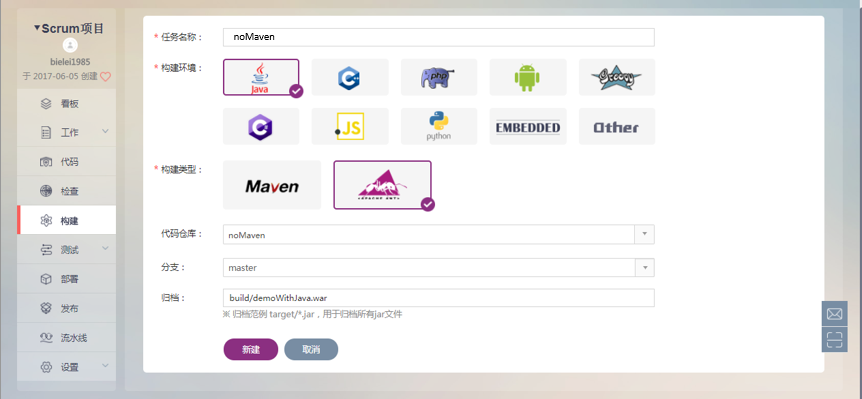 Scrum项目
bielei1985
于 2017-06-05 创建
看板
工作
代码
检查
构建
测试
部署
发布
流水线
设置
* 任务名称： noMaven
* 构建环境：
Java
C++
php
Groovy
C#
.JS
python
EMBEDDED
Other
* 构建类型：
Maven
APACHE ANT
代码仓库： noMaven
分支： master
归档： build/demoWithJava.war
※ 归档范例 target/*.jar，用于归档所有jar文件
新建 取消